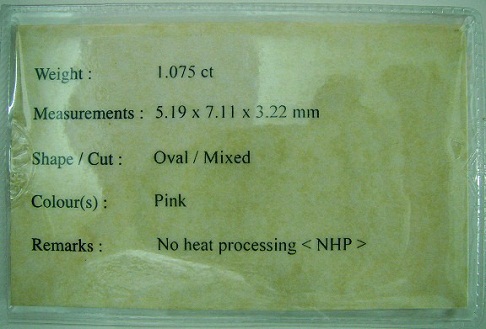 Weight : 1.075 ct
Measurements : 5.19 x 7.11 x 3.22 mm
Shape / Cut : Oval / Mixed
Colour(s) : Pink
Remarks : No heat processing < NHP >